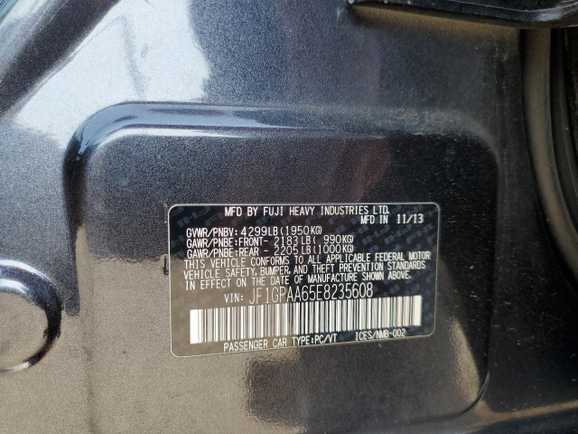 MFD BY FUJI HEAVY INDUSTRIES LTD.
MADE IN JAPAN 11/13
GVWR/PNBV: 4299LB(1950KG)
GAWR/PNBE:FRONT- 2183LB( 990KG)
GAWR/PNBE:REAR - 2205LB(1000KG)
THIS VEHICLE CONFORMS TO ALL APPLICABLE FEDERAL MOTOR
VEHICLE SAFETY, BUMPER, AND THEFT PREVENTION STANDARDS
IN EFFECT ON THE DATE OF MANUFACTURE SHOWN ABOVE.
VIN: JF1GPAA65E8235608
PASSENGER CAR TYPE:PC/VT ICES/NMB-002